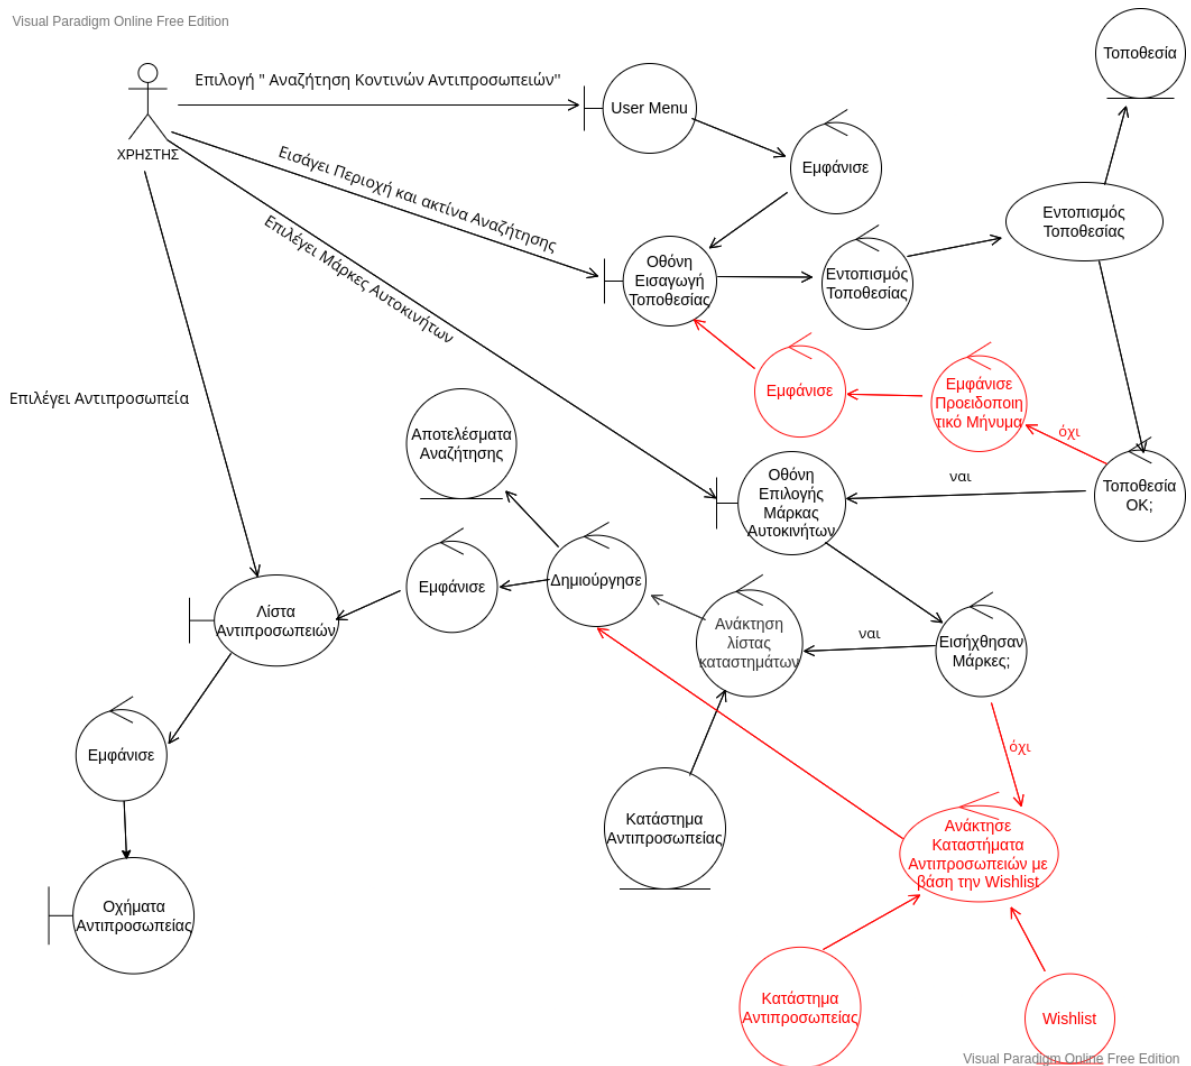 Visual Paradigm Online Free Edition
Τοποθεσία
Επιλογή " Αναζήτηση Κοντινών Αντιπροσωπειών"
User Menu
ΧΡΗΣΤΗΣ
Εμφάνισε
Εισάγει Περιοχή και ακτίνα Αναζήτησης
Επιλέγει Μάρκες Αυτοκινήτων
Εντοπισμός
Τοποθεσίας
Οθόνη
Εισαγωγή
Τοποθεσίας
Εντοπισμός
Τοποθεσίας
Επιλέγει Αντιπροσωπεία
Εμφάνισε
Εμφάνισε
Προειδοποιη
τικό Μήνυμα
όχι
Αποτελέσματα
Αναζήτησης
Οθόνη
Επιλογής
Μάρκας
Αυτοκινήτων
ναι
Τοποθεσία
ΟΚ;
Λίστα
Αντιπροσωπειών
Εμφάνισε
Δημιούργησε
Ανάκτηση
λίστας
καταστημάτων
ναι
Εισήχθησαν
Μάρκες;
όχι
Εμφάνισε
Κατάστημα
Αντιπροσωπείας
Ανάκτησε
Καταστήματα
Αντιπροσωπειών με
βάση την Wishlist
Οχήματα
Αντιπροσωπείας
Κατάστημα
Αντιπροσωπείας
Wishlist
Visual Paradigm Online Free Edition